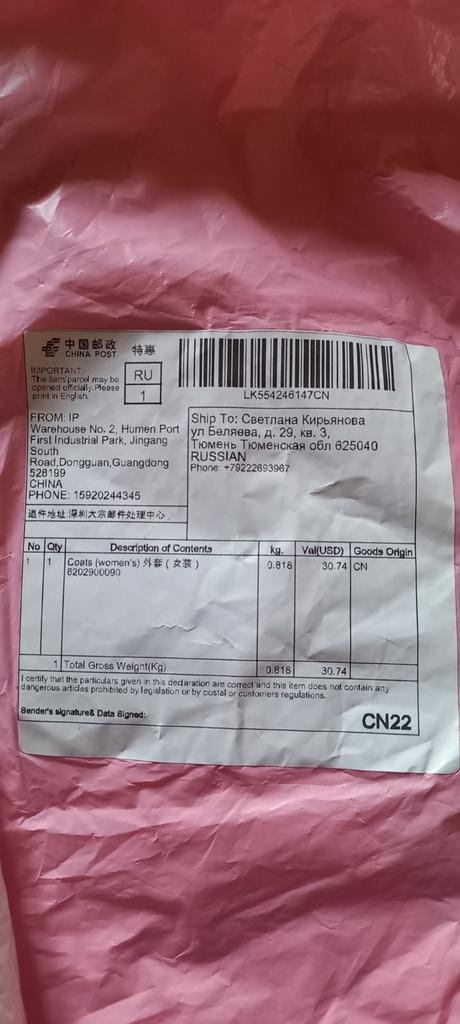 中国邮政
CHINA POST
特惠
IMPORTANT:
The item/parcel may be
opened officially.Please
print in English.
RU
1
LK554246147CN
FROM: IP
Warehouse No. 2, Humen Port
First Industrial Park, Jingang
South
Road,Dongguan,Guangdong
528199
CHINA
PHONE: 15920244345
Ship To: Светлана Кирьянова
ул Беляева, д. 29, кв. 3,
Тюмень Тюменская обл 625040
RUSSIAN
Phone: +79222693967
退件地址:深圳大宗邮件处理中心
No Qty Description of Contents kg. Val(USD) Goods Origin
1 1 Coats (women's) 外套 ( 女装 ) 0.818 30.74 CN
6202900090
1 Total Gross Weight(Kg) 0.818 30.74
I certify that the particulars given in this declaration are correct and this item does not contain any
dangerous articles prohibited by legislation or by postal or customers regulations.
Sender's signature& Data Signed:
CN22